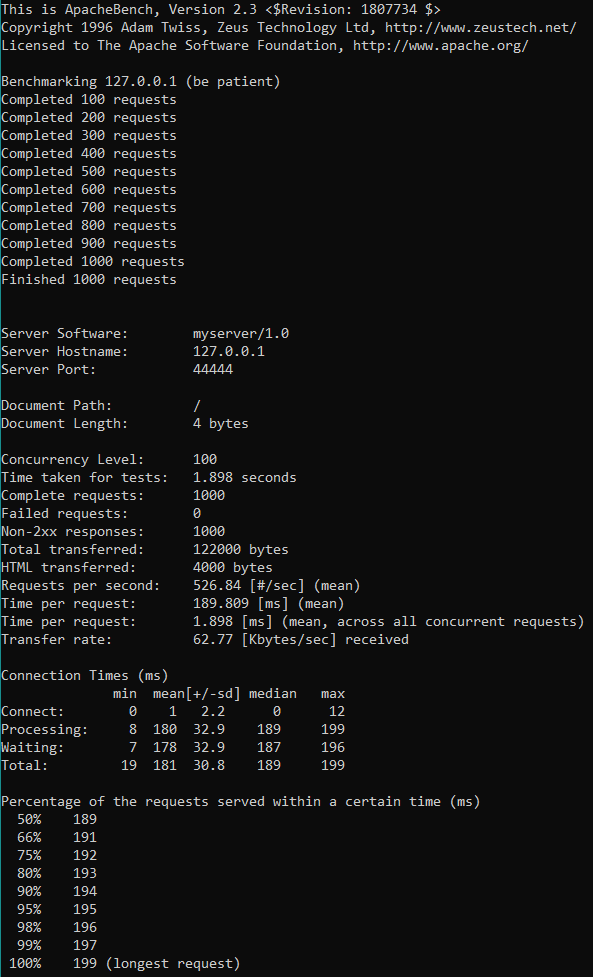 This is ApacheBench, Version 2.3 <$Revision: 1807734 $>
Copyright 1996 Adam Twiss, Zeus Technology Ltd, http://www.zeustech.net/
Licensed to The Apache Software Foundation, http://www.apache.org/

Benchmarking 127.0.0.1 (be patient)
Completed 100 requests
Completed 200 requests
Completed 300 requests
Completed 400 requests
Completed 500 requests
Completed 600 requests
Completed 700 requests
Completed 800 requests
Completed 900 requests
Completed 1000 requests
Finished 1000 requests


Server Software:        myserver/1.0
Server Hostname:        127.0.0.1
Server Port:            44444

Document Path:          /
Document Length:        4 bytes

Concurrency Level:      100
Time taken for tests:   1.898 seconds
Complete requests:      1000
Failed requests:        0
Non-2xx responses:      1000
Total transferred:      122000 bytes
HTML transferred:       4000 bytes
Requests per second:    526.84 [#/sec] (mean)
Time per request:       189.809 [ms] (mean)
Time per request:       1.898 [ms] (mean, across all concurrent requests)
Transfer rate:          62.77 [Kbytes/sec] received

Connection Times (ms)
              min  mean[+/-sd] median   max
Connect:        0    1   2.2      0      12
Processing:     8  180  32.9    189     199
Waiting:        7  178  32.9    187     196
Total:         19  181  30.8    189     199

Percentage of the requests served within a certain time (ms)
  50%    189
  66%    191
  75%    192
  80%    193
  90%    194
  95%    195
  98%    196
  99%    197
 100%    199 (longest request)